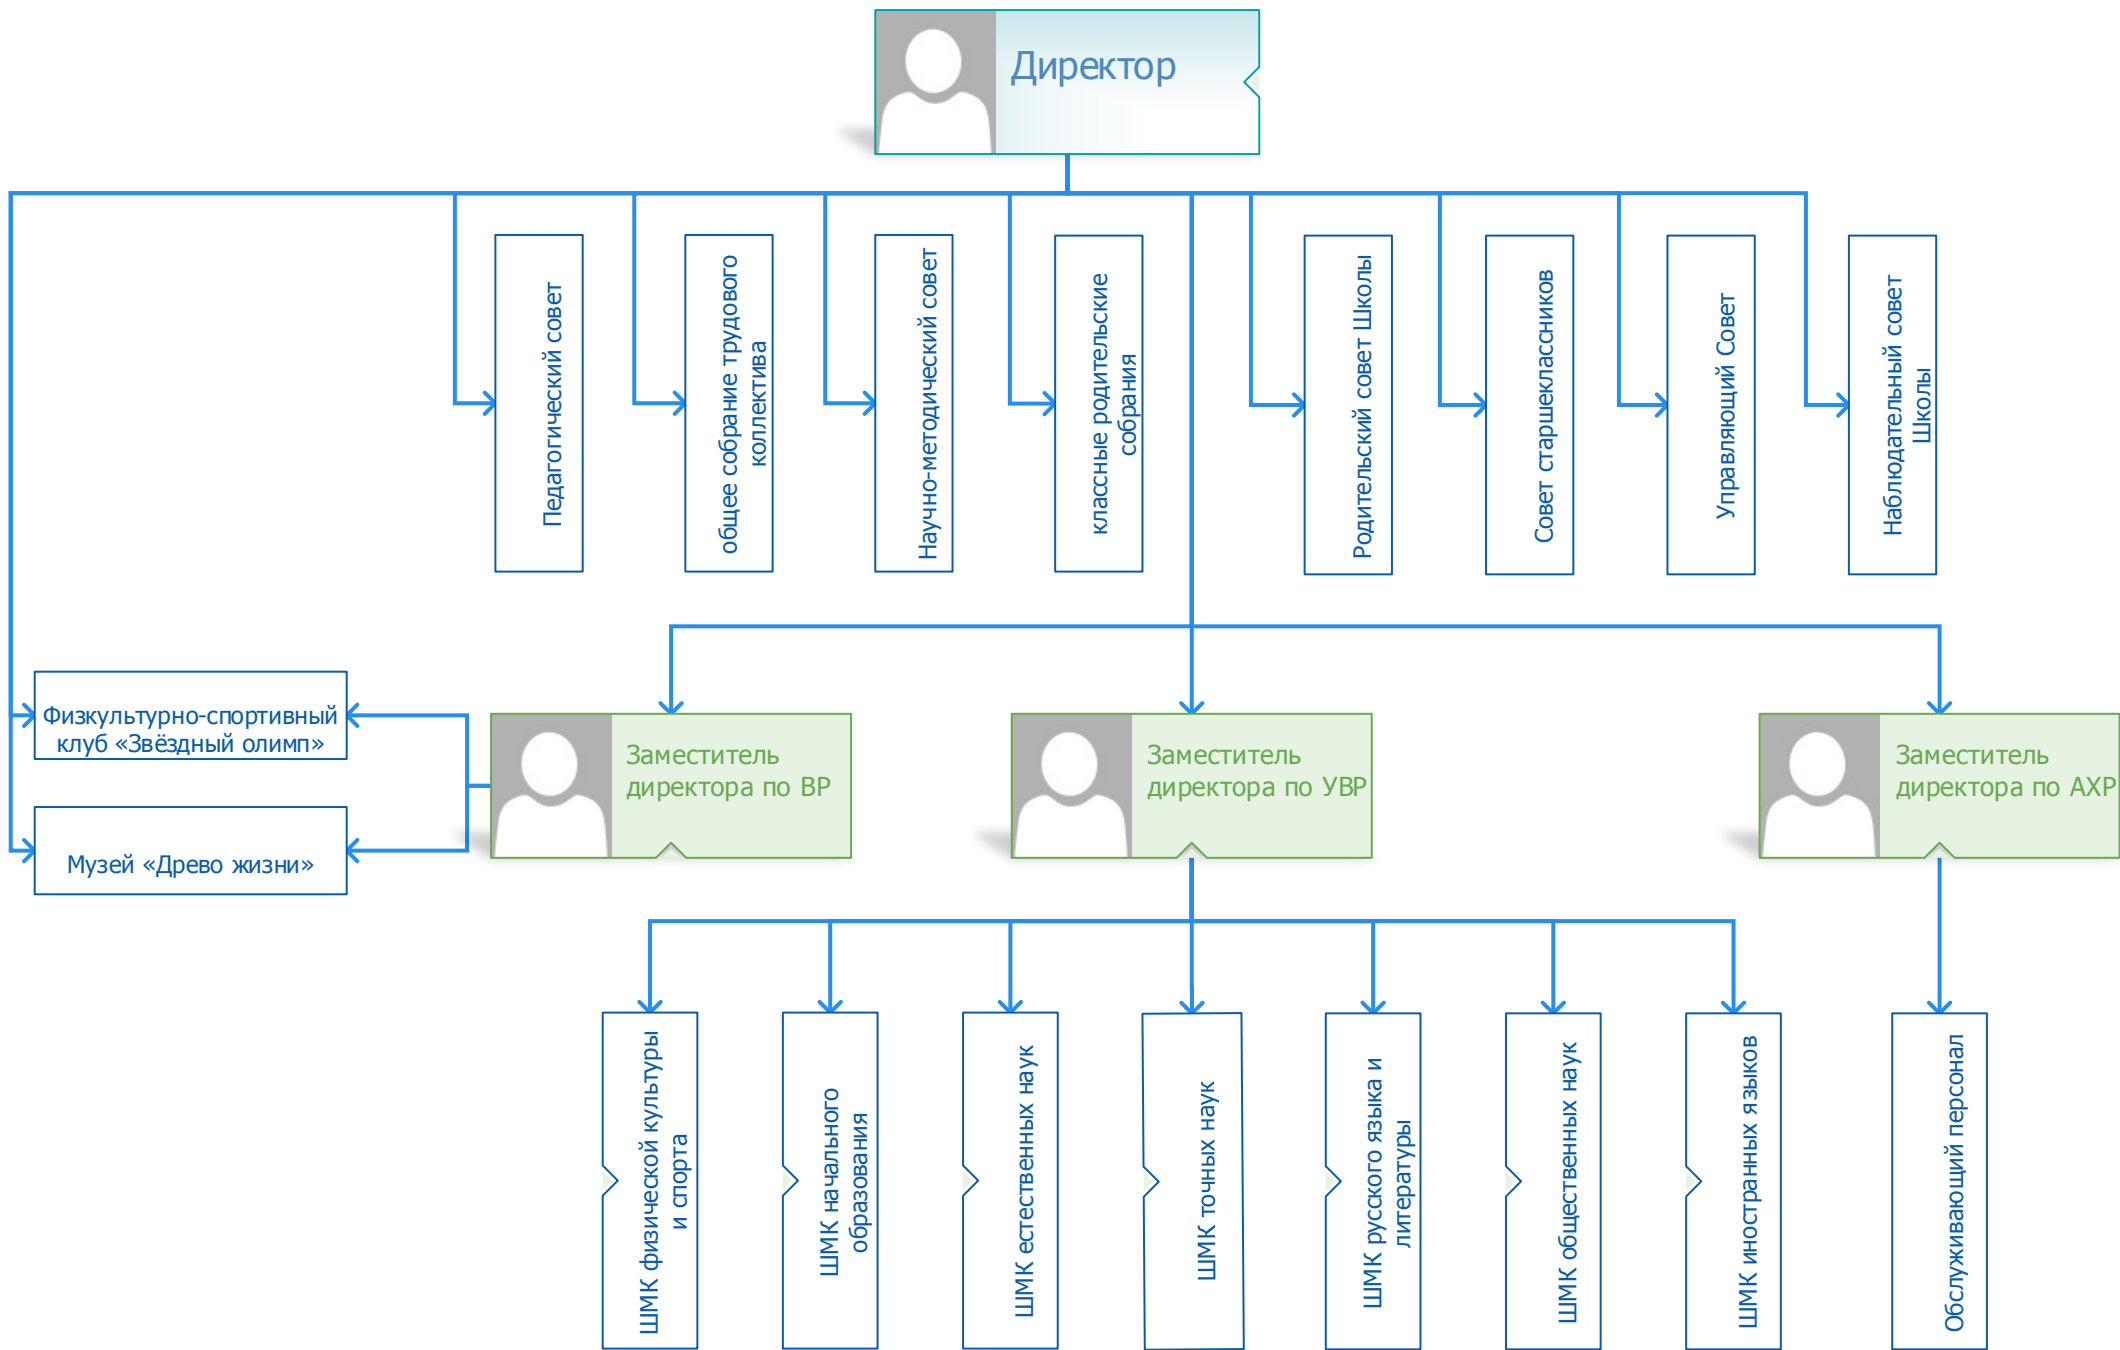 Директор
Педагогический совет
общее собрание трудового
коллектива
Научно-методический совет
классные родительские
собрания
Родительский совет Школы
Совет старшеклассников
Управляющий Совет
Наблюдательный совет
Школы
Физкультурно-спортивный
клуб «Звёздный олимп»
Музей «Древо жизни»
Заместитель
директора по ВР
Заместитель
директора по УВР
Заместитель
директора по АХР
ШМК физической культуры
и спорта
ШМК начального
образования
ШМК естественных наук
ШМК точных наук
ШМК русского языка и
литературы
ШМК общественных наук
ШМК иностранных языков
Обслуживающий персонал